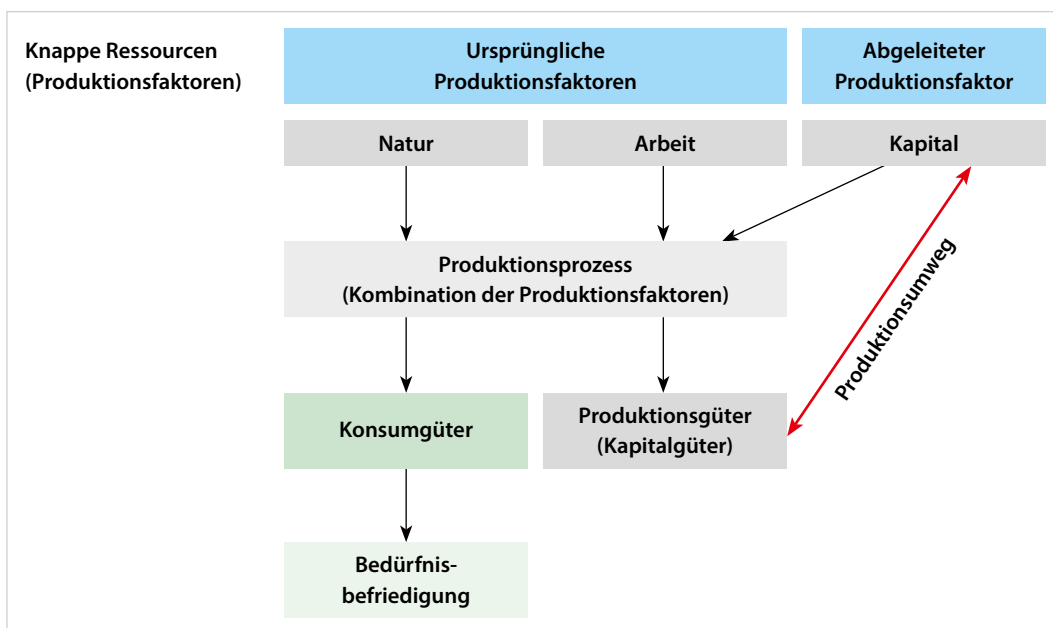 Knappe Ressourcen
(Produktionsfaktoren)
Ursprüngliche
Produktionsfaktoren
Abgeleiteter
Produktionsfaktor
Natur
Arbeit
Kapital
Produktionsprozess
(Kombination der Produktionsfaktoren)
Produktionsumweg
Konsumgüter
Produktionsgüter
(Kapitalgüter)
Bedürfnis-
befriedigung